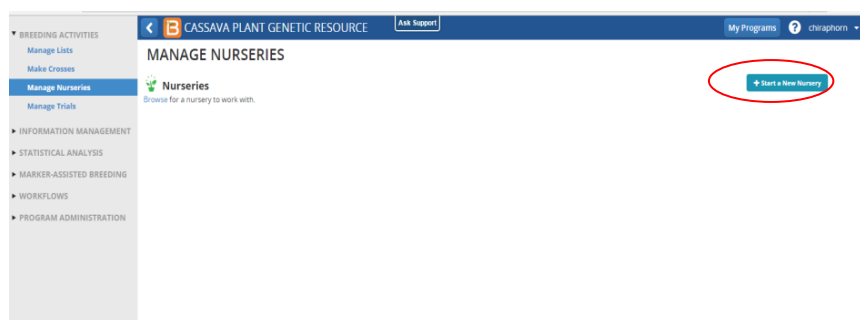 BREEDING ACTIVITIES
Manage Lists
Make Crosses
Manage Nurseries
Manage Trials
INFORMATION MANAGEMENT
STATISTICAL ANALYSIS
MARKER-ASSISTED BREEDING
WORKFLOWS
PROGRAM ADMINISTRATION
B CASSAVA PLANT GENETIC RESOURCE Ask Support My Programs ? chiraphorn
MANAGE NURSERIES
Nurseries
+ Start a New Nursery
Browse for a nursery to work with.